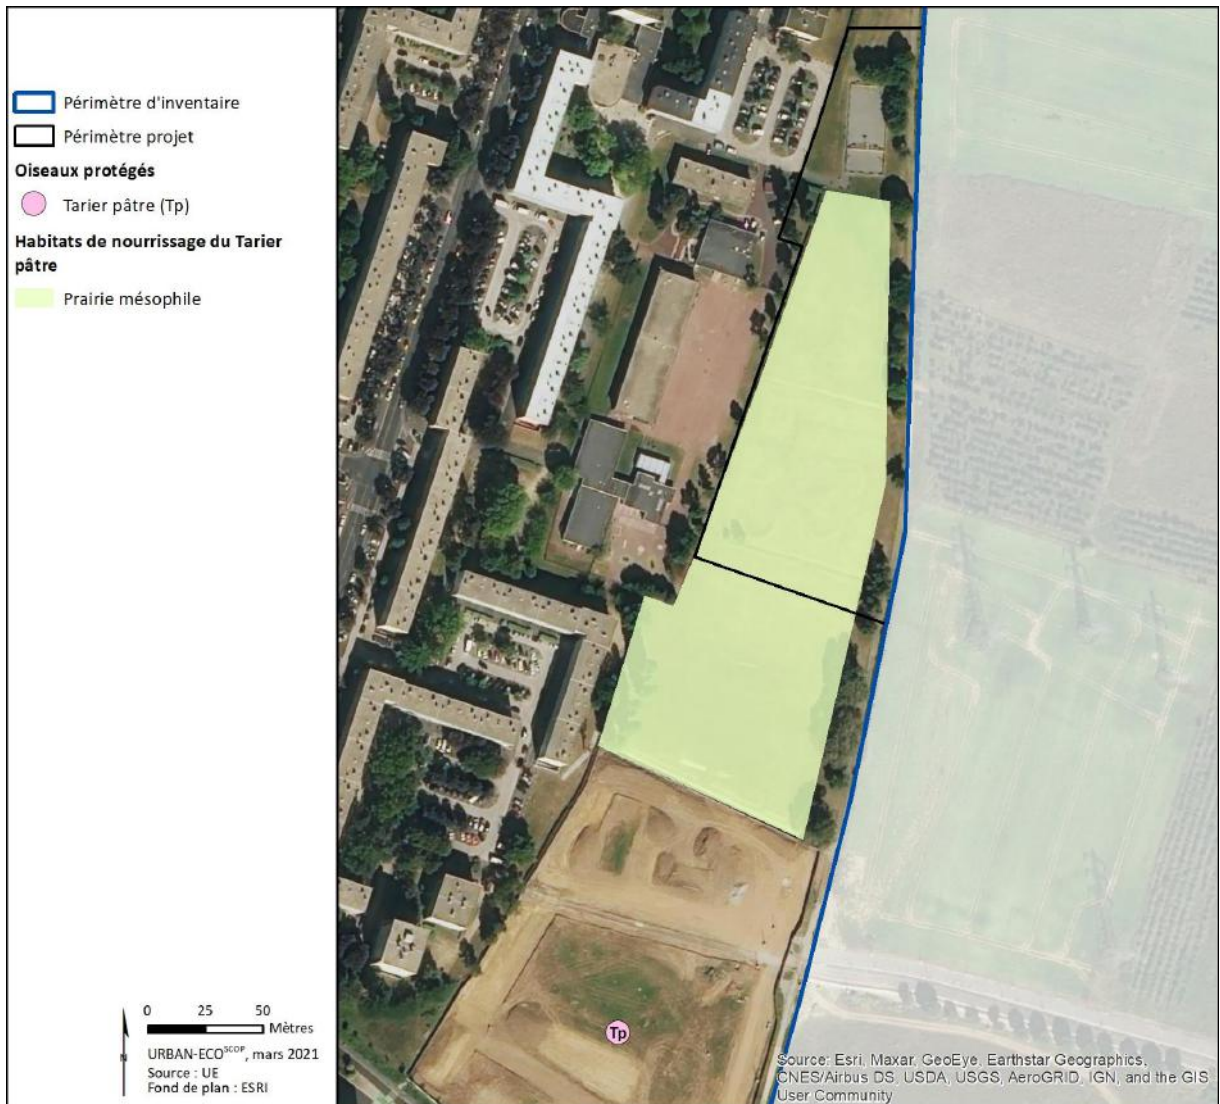 Périmètre d'inventaire
Périmètre projet
Oiseaux protégés
Tarier pâtre (Tp)
Habitats de nourrissage du Tarier
pâtre
Prairie mésophile
0 25 50
Mètres
N
URBAN-ECO^SCOP, mars 2021
Source : UE
Fond de plan : ESRI
Tp
Source: Esri, Maxar, GeoEye, Earthstar Geographics,
CNES/Airbus DS, USDA, USGS, AeroGRID, IGN, and the GIS
User Community